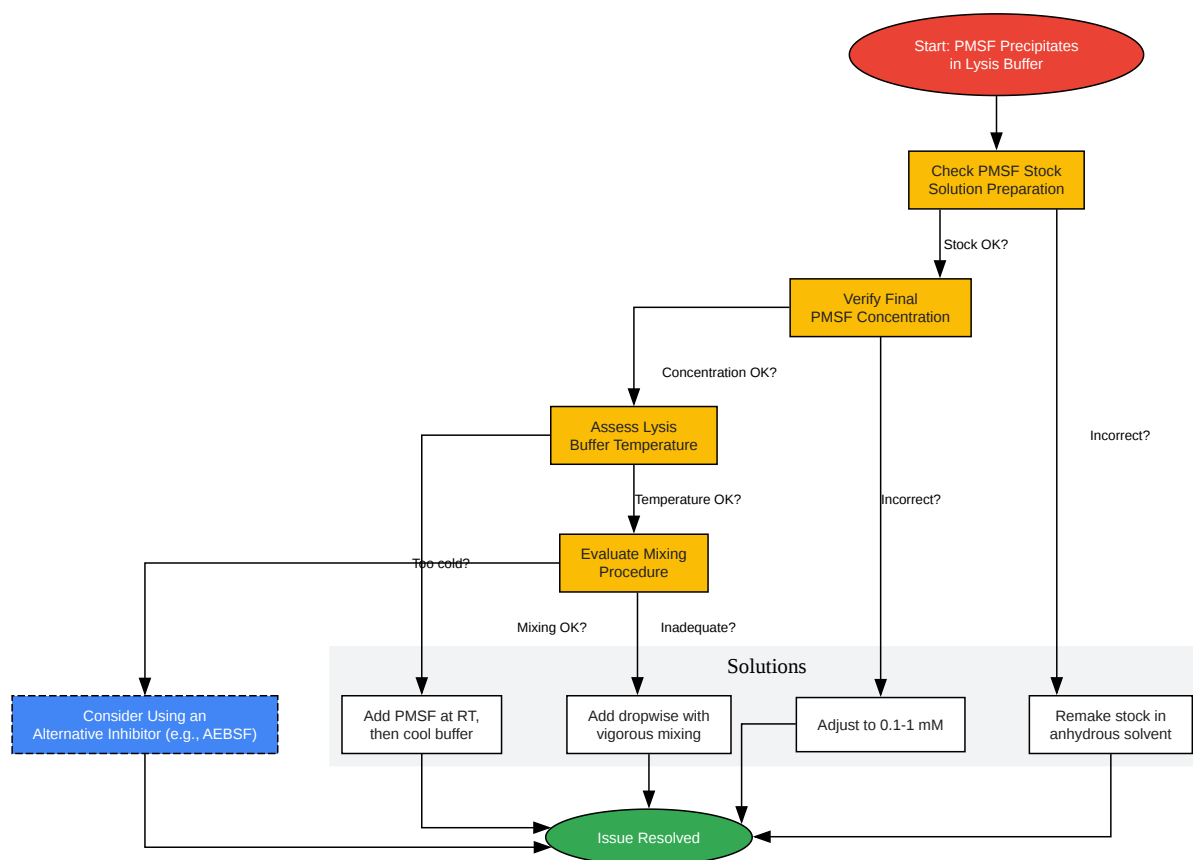 Start: PMSF Precipitates
in Lysis Buffer
Check PMSF Stock
Solution Preparation
Stock OK?
Verify Final
PMSF Concentration
Concentration OK?
Assess Lysis
Buffer Temperature
Incorrect?
Temperature OK?
Incorrect?
Evaluate Mixing
Procedure
Too cold?
Mixing OK?
Inadequate?
Solutions
Consider Using an
Alternative Inhibitor (e.g., AEBSF)
Add PMSF at RT,
then cool buffer
Add dropwise with
vigorous mixing
Adjust to 0.1-1 mM
Remake stock in
anhydrous solvent
Issue Resolved